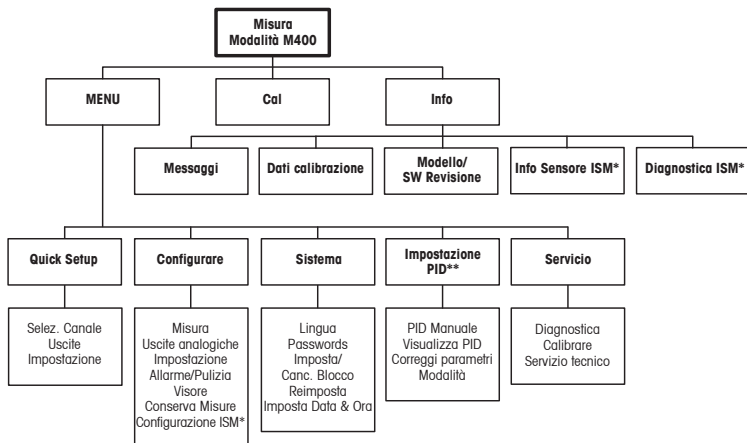 Misura
Modalità M400
MENU
Cal
Info
Messaggi
Dati calibrazione
Modello/
SW Revisione
Info Sensore ISM*
Diagnostica ISM*
Quick Setup
Configurare
Sistema
Impostazione
PID**
Servicio
Selez. Canale
Uscite
Impostazione
Misura
Uscite analogiche
Impostazione
Allarme/Pulizia
Visore
Conserva Misure
Configurazione ISM*
Lingua
Passwords
Imposta/
Canc. Blocco
Reimposta
Imposta Data & Ora
PID Manuale
Visualizza PID
Correggi parametri
Modalità
Diagnostica
Calibrare
Servizio tecnico